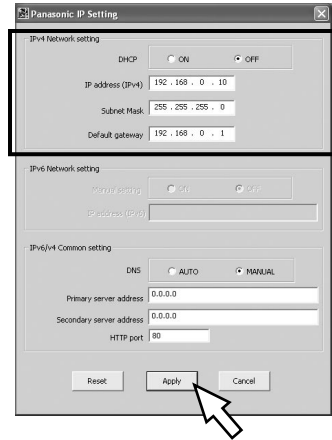 Panasonic IP Setting
IPv4 Network setting
DHCP ON OFF
IP address (IPv4) 192 . 168 . 0 . 10
Subnet Mask 255 . 255 . 255 . 0
Default gateway 192 . 168 . 0 . 1
IPv6 Network setting
Manual setting ON OFF
IP address (IPv6)
IPv6/v4 Common setting
DNS AUTO MANUAL
Primary server address 0.0.0.0
Secondary server address 0.0.0.0
HTTP port 80
Reset Apply Cancel